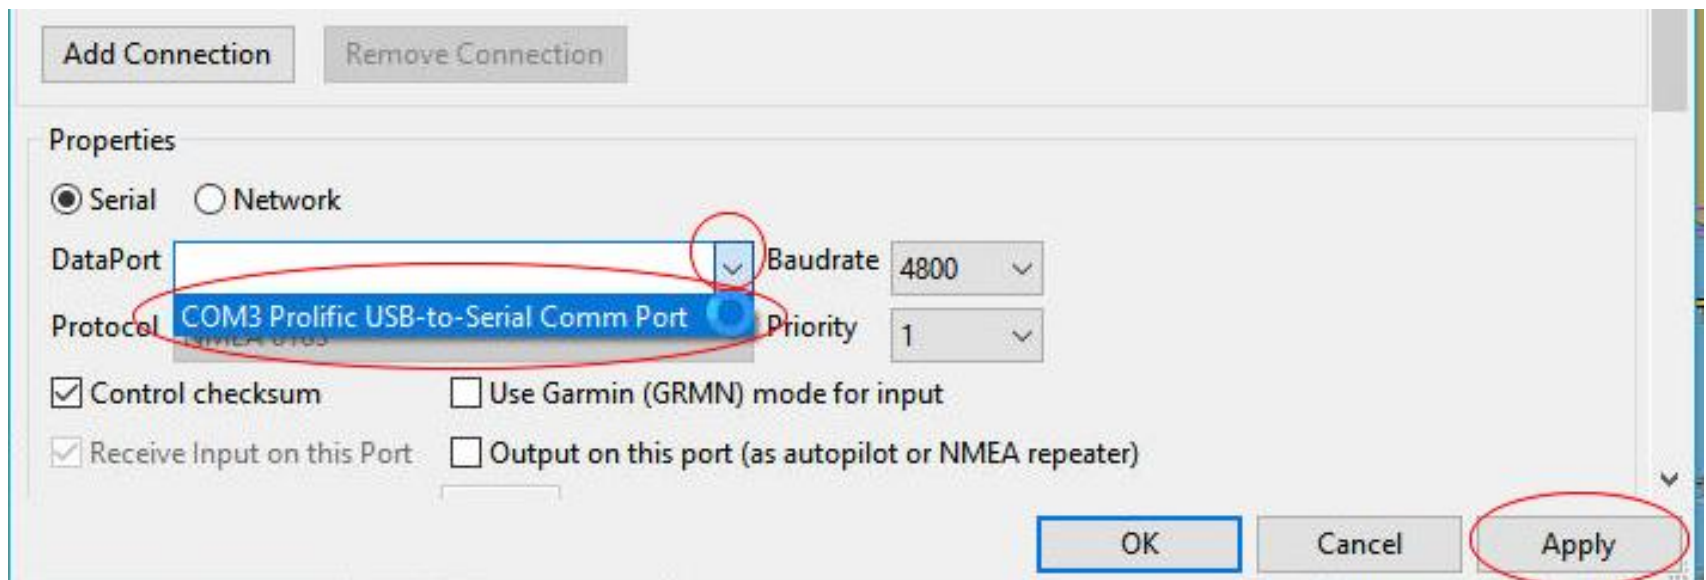 Add Connection Remove Connection
Properties
Serial Network
DataPort Baudrate 4800
COM3 Prolific USB-to-Serial Comm Port
Protocol NMEA 0183 Priority 1
Control checksum Use Garmin (GRMN) mode for input
Receive Input on this Port Output on this port (as autopilot or NMEA repeater)
OK Cancel Apply